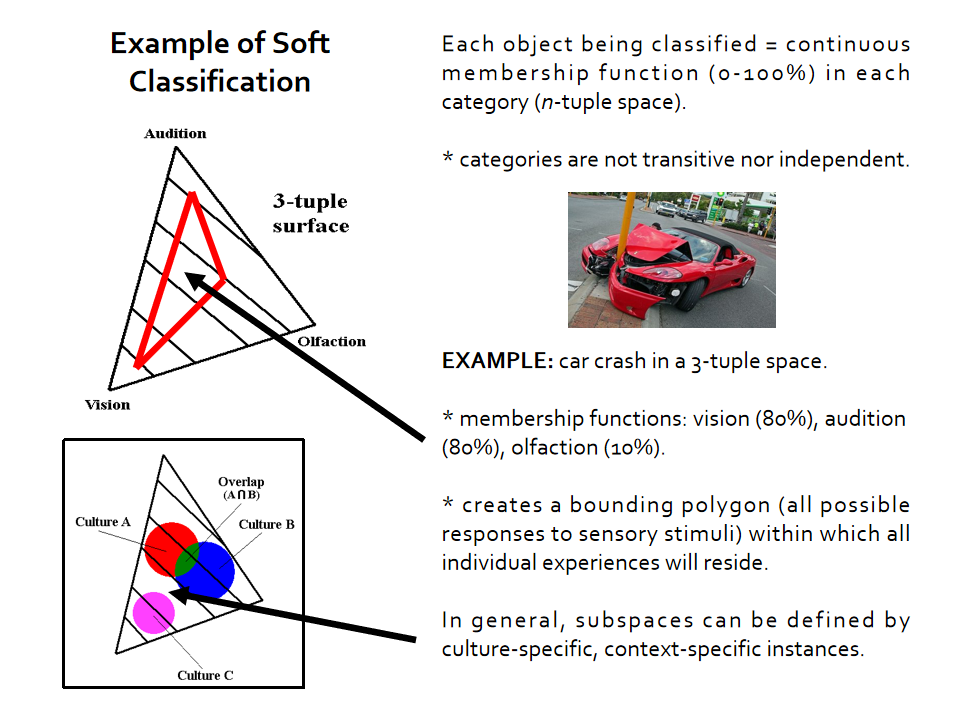 Example of Soft
Classification
Audition
3-tuple
surface
Olfaction
Vision
Overlap
(A∩B)
Culture A
Culture B
Culture C
Each object being classified = continuous
membership function (0-100%) in each
category (n-tuple space).
* categories are not transitive nor independent.
EXAMPLE: car crash in a 3-tuple space.
* membership functions: vision (80%), audition
(80%), olfaction (10%).
* creates a bounding polygon (all possible
responses to sensory stimuli) within which all
individual experiences will reside.
In general, subspaces can be defined by
culture-specific, context-specific instances.